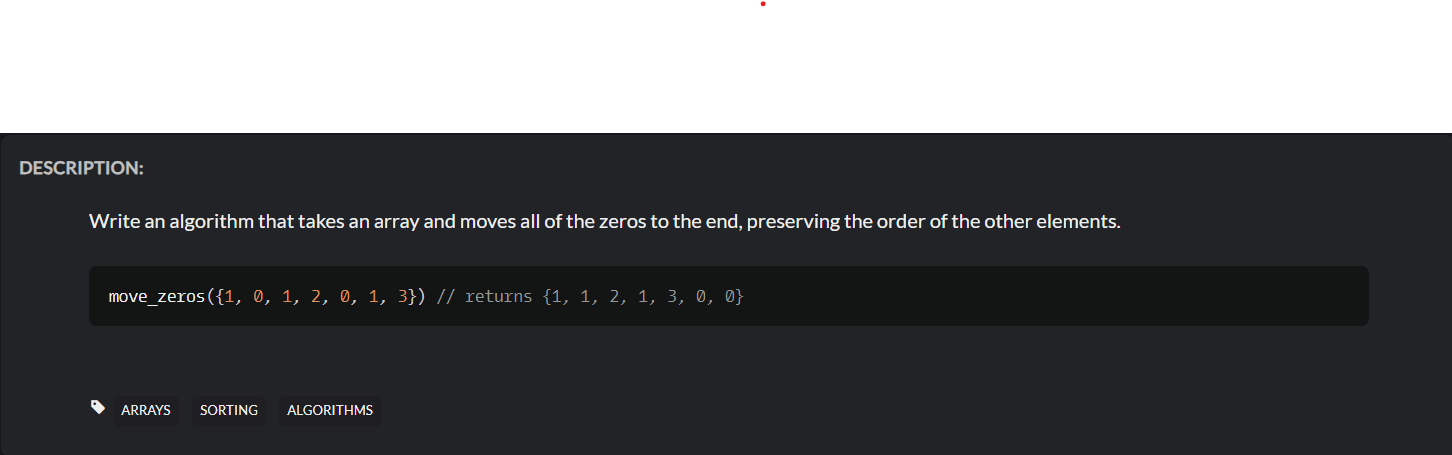 DESCRIPTION:
Write an algorithm that takes an array and moves all of the zeros to the end, preserving the order of the other elements.
move_zeros({1, 0, 1, 2, 0, 1, 3}) // returns {1, 1, 2, 1, 3, 0, 0}
ARRAYS SORTING ALGORITHMS